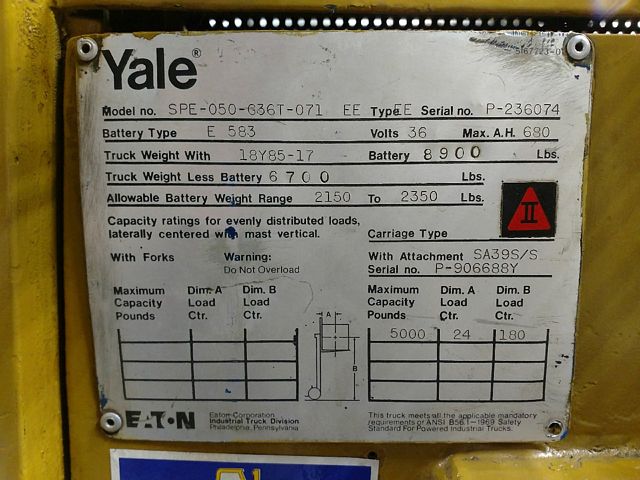 Yale®
Model no. SPE-050-G36T-071 EE Type EE Serial no. P-236074
Battery Type E 583 Volts 36 Max. A.H. 680
Truck Weight With 18Y85-17 Battery 8900 Lbs.
Truck Weight Less Battery 6700 Lbs.
Allowable Battery Weight Range 2150 To 2350 Lbs.
II
Capacity ratings for evenly distributed loads,
laterally centered with mast vertical.
Carriage Type
With Forks Warning:
Do Not Overload
With Attachment SA39S/S
Serial no. P-906688Y
Maximum Dim. A Dim. B
Capacity Load Load
Pounds Ctr. Ctr.
Maximum Dim. A Dim. B
Capacity Load Load
Pounds Ctr. Ctr.
A
B
5000 24 180
EATON
Eaton Corporation
Industrial Truck Division
Philadelphia, Pennsylvania
This truck meets all the applicable mandatory
requirements of ANSI B56.1-1969 Safety
Standard For Powered Industrial Trucks.